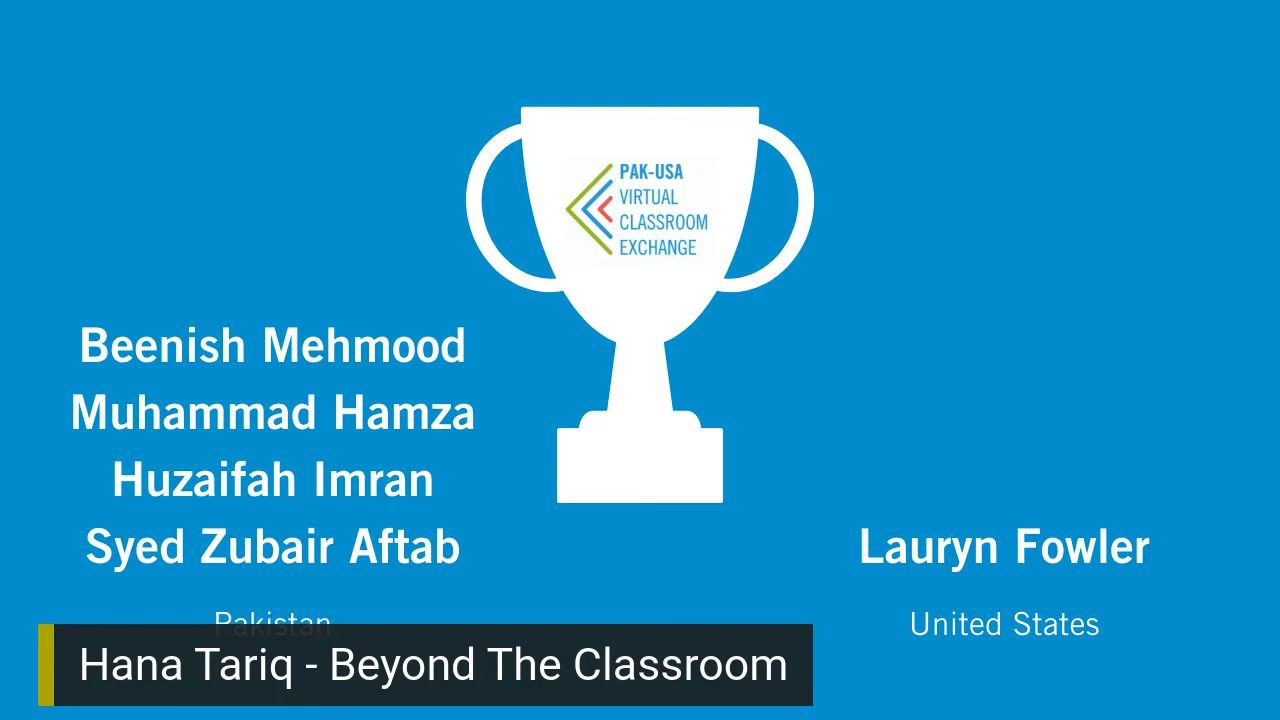 PAK-USA
VIRTUAL
CLASSROOM
EXCHANGE
Beenish Mehmood
Muhammad Hamza
Huzaifah Imran
Syed Zubair Aftab
Pakistan
Lauryn Fowler
United States
Hana Tariq - Beyond The Classroom